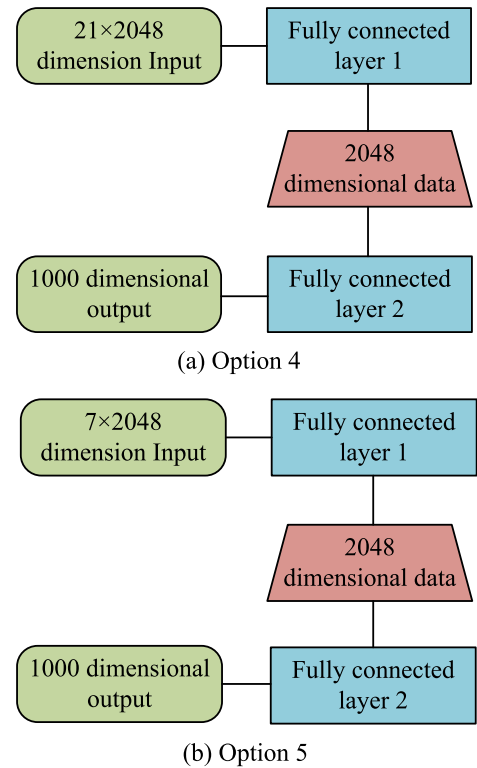 21×2048
dimension Input
Fully connected
layer 1
2048
dimensional data
1000 dimensional
output
Fully connected
layer 2
(a) Option 4
7×2048
dimension Input
Fully connected
layer 1
2048
dimensional data
1000 dimensional
output
Fully connected
layer 2
(b) Option 5